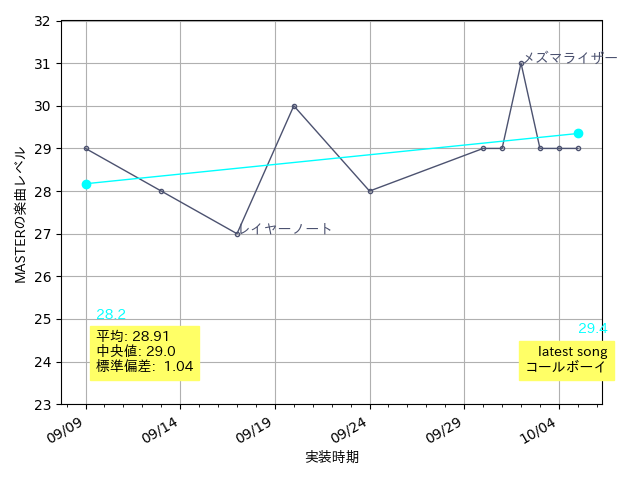 32
31
30
29
28
27
26
25
24
23
MASTERの楽曲レベル
メズマライザー
レイヤーノート
28.2
平均: 28.91
中央値: 29.0
標準偏差: 1.04
29.4
latest song
コールボーイ
09/09
09/14
09/19
09/24
09/29
10/04
実装時期